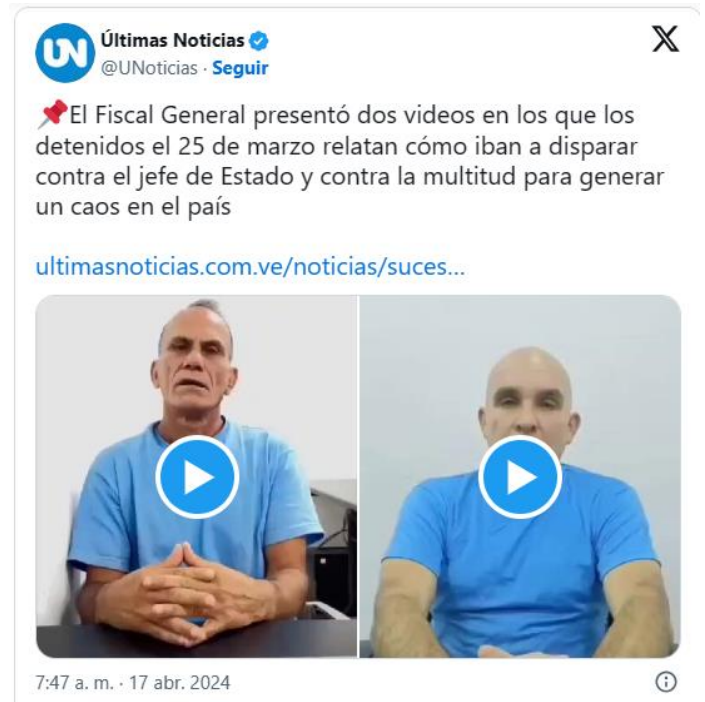 UN
Últimas Noticias
@UNoticias · Seguir
📌El Fiscal General presentó dos videos en los que los
detenidos el 25 de marzo relatan cómo iban a disparar
contra el jefe de Estado y contra la multitud para generar
un caos en el país
ultimasnoticias.com.ve/noticias/suces...
7:47 a. m. · 17 abr. 2024